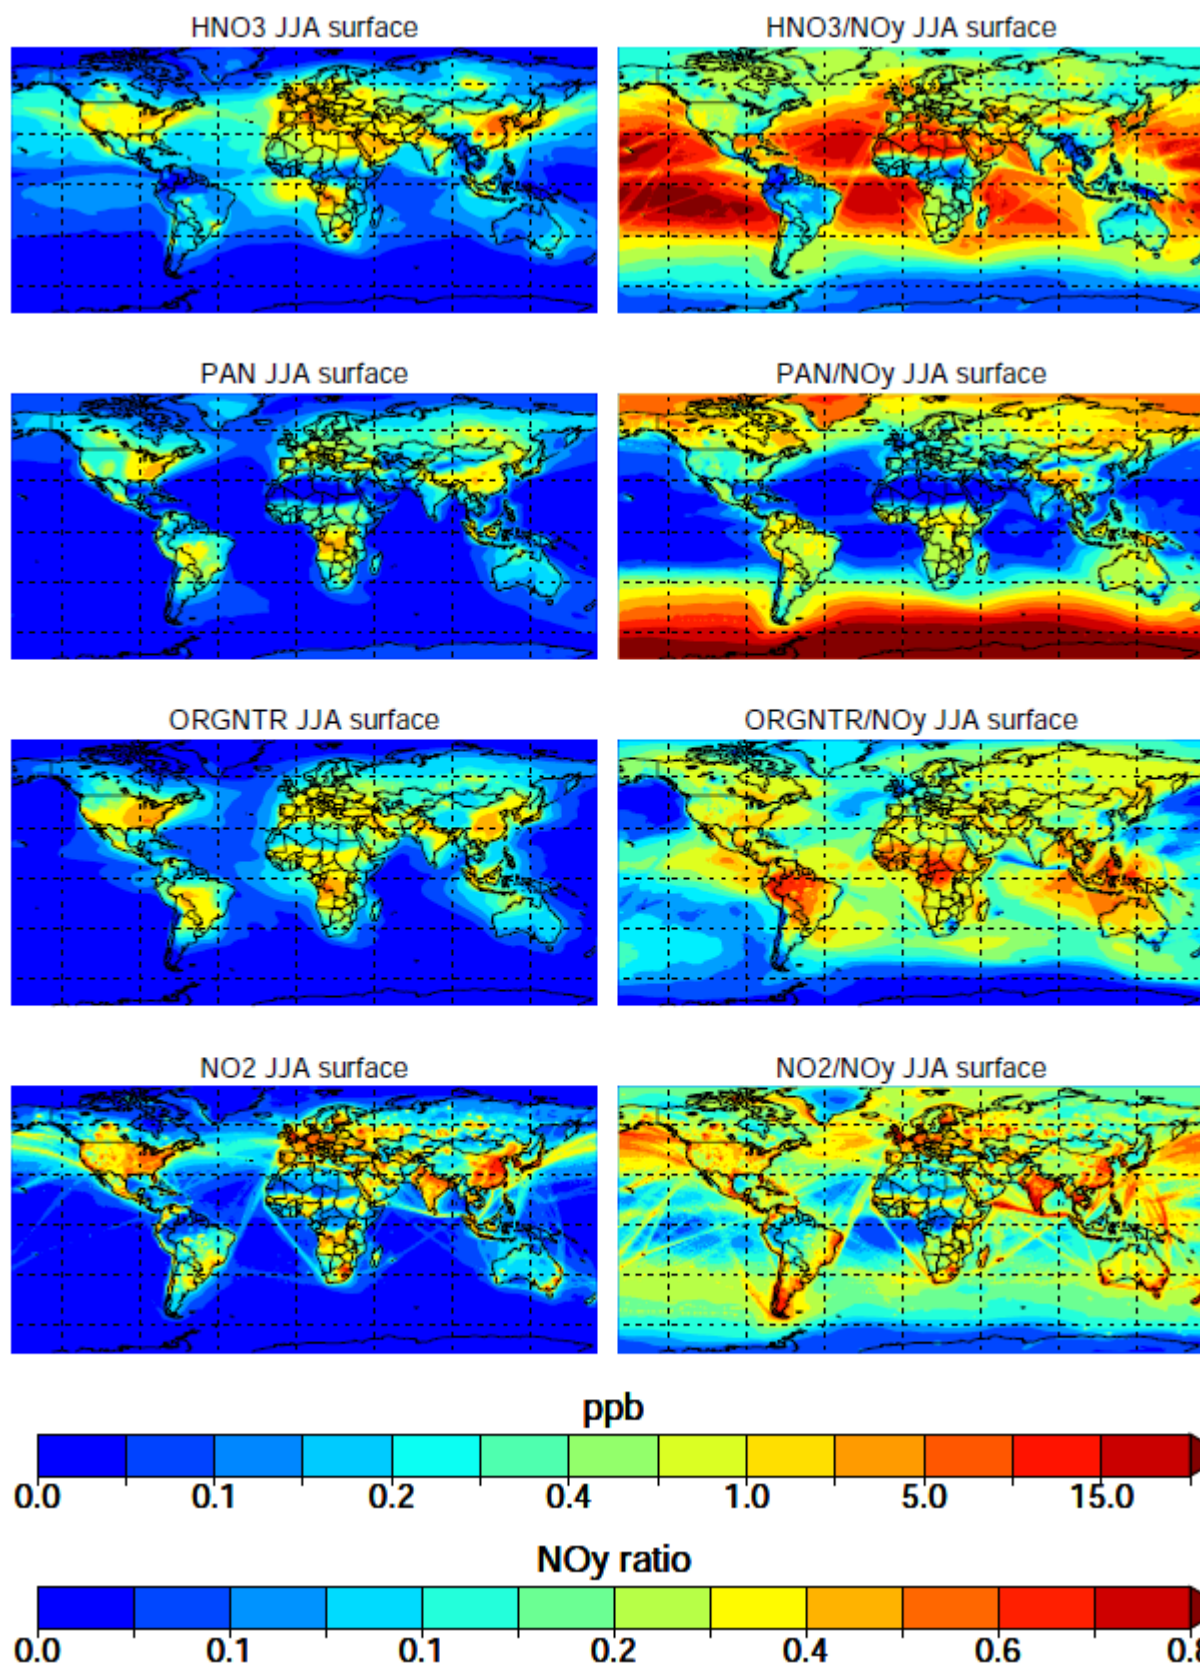 HNO3 JJA surface
HNO3/NOy JJA surface
PAN JJA surface
PAN/NOy JJA surface
ORGNTR JJA surface
ORGNTR/NOy JJA surface
NO2 JJA surface
NO2/NOy JJA surface
ppb
0.0 0.1 0.2 0.4 1.0 5.0 15.0
NOy ratio
0.0 0.1 0.1 0.2 0.4 0.6 0.8